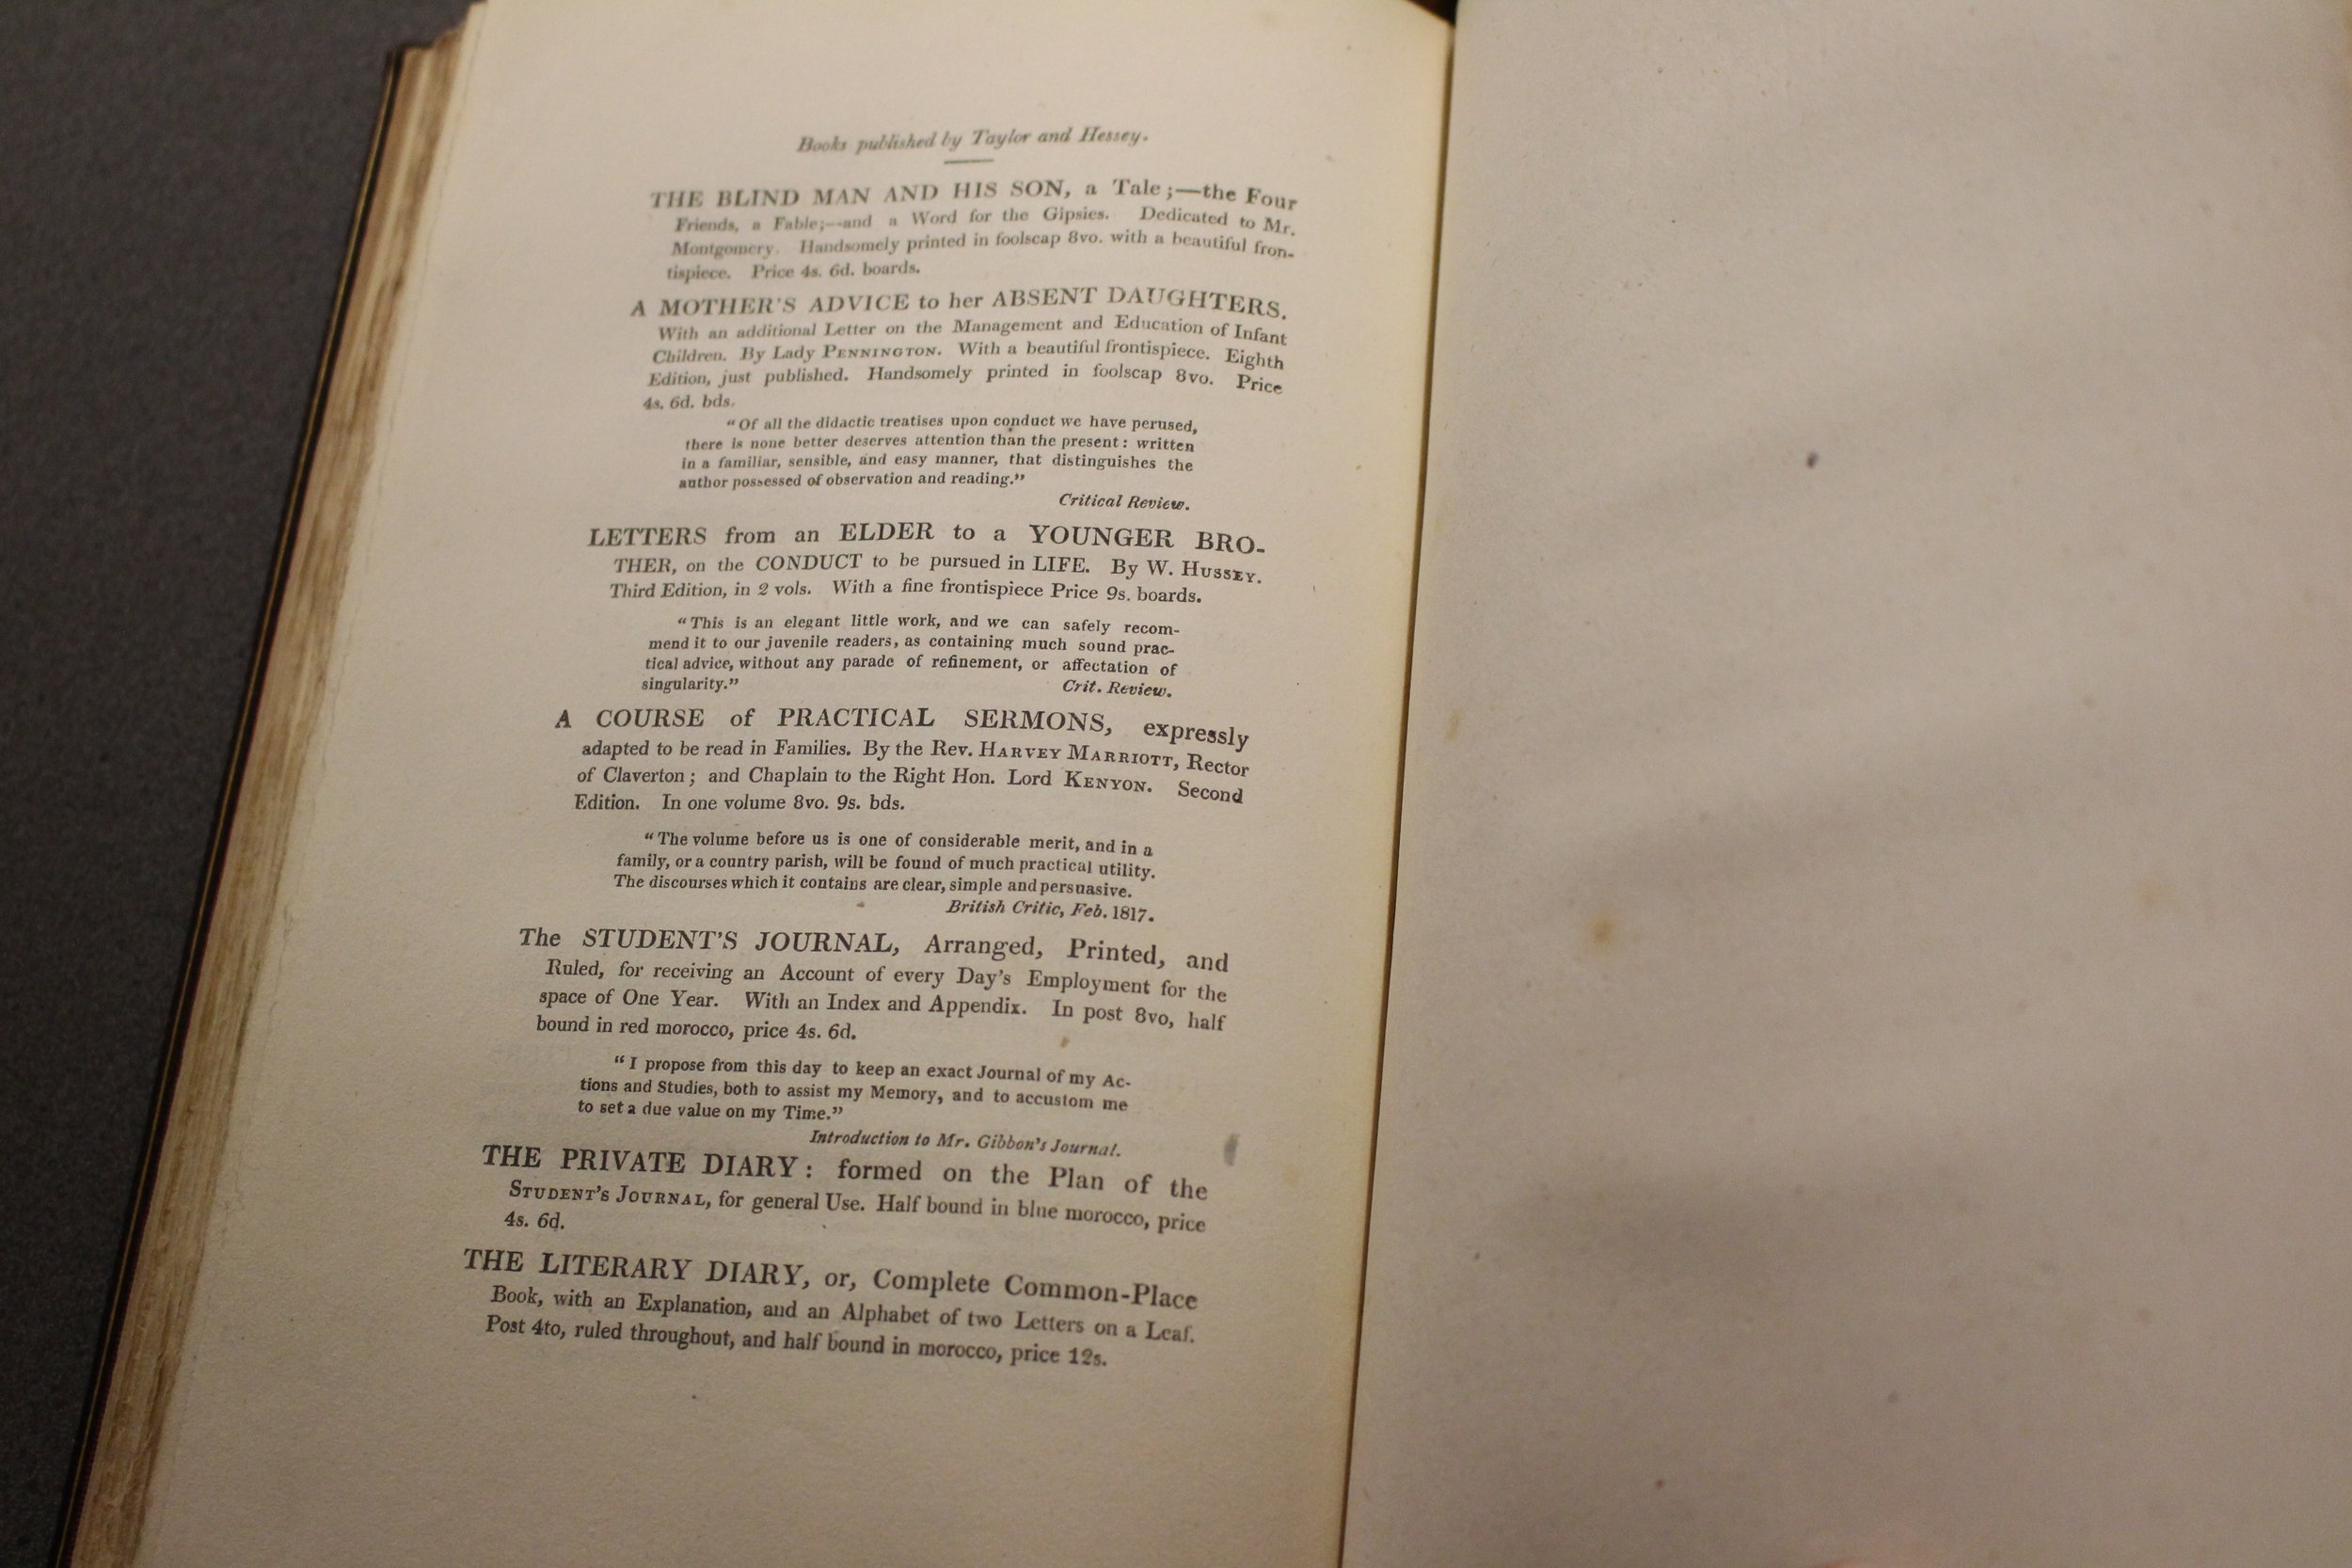 Books published by Taylor and Hessey.
THE BLIND MAN AND HIS SON, a Tale;—the Four
Friends, a Fable;—and a Word for the Gipsies. Dedicated to Mr.
Montgomery. Handsomely printed in foolscap 8vo. with a beautiful fron-
tispiece. Price 4s. 6d. boards.
A MOTHER'S ADVICE to her ABSENT DAUGHTERS.
With an additional Letter on the Management and Education of Infant
Children. By Lady PENNINGTON. With a beautiful frontispiece. Eighth
Edition, just published. Handsomely printed in foolscap 8vo. Price
4s. 6d. bds.
"Of all the didactic treatises upon conduct we have perused,
there is none better deserves attention than the present: written
in a familiar, sensible, and easy manner, that distinguishes the
author possessed of observation and reading."
Critical Review.
LETTERS from an ELDER to a YOUNGER BRO-
THER, on the CONDUCT to be pursued in LIFE. By W. HUSSEY.
Third Edition, in 2 vols. With a fine frontispiece Price 9s. boards.
"This is an elegant little work, and we can safely recom-
mend it to our juvenile readers, as containing much sound prac-
tical advice, without any parade of refinement, or affectation of
singularity." Crit. Review.
A COURSE of PRACTICAL SERMONS, expressly
adapted to be read in Families. By the Rev. HARVEY MARRIOTT, Rector
of Claverton; and Chaplain to the Right Hon. Lord KENYON. Second
Edition. In one volume 8vo. 9s. bds.
"The volume before us is one of considerable merit, and in a
family, or a country parish, will be found of much practical utility.
The discourses which it contains are clear, simple and persuasive.
British Critic, Feb. 1817.
The STUDENT'S JOURNAL, Arranged, Printed, and
Ruled, for receiving an Account of every Day's Employment for the
space of One Year. With an Index and Appendix. In post 8vo, half
bound in red morocco, price 4s. 6d.
"I propose from this day to keep an exact Journal of my Ac-
tions and Studies, both to assist my Memory, and to accustom me
to set a due value on my Time."
Introduction to Mr. Gibbon's Journal.
THE PRIVATE DIARY: formed on the Plan of the
STUDENT'S JOURNAL, for general Use. Half bound in blue morocco, price
4s. 6d.
THE LITERARY DIARY, or, Complete Common-Place
Book, with an Explanation, and an Alphabet of two Letters on a Leaf.
Post 4to, ruled throughout, and half bound in morocco, price 12s.